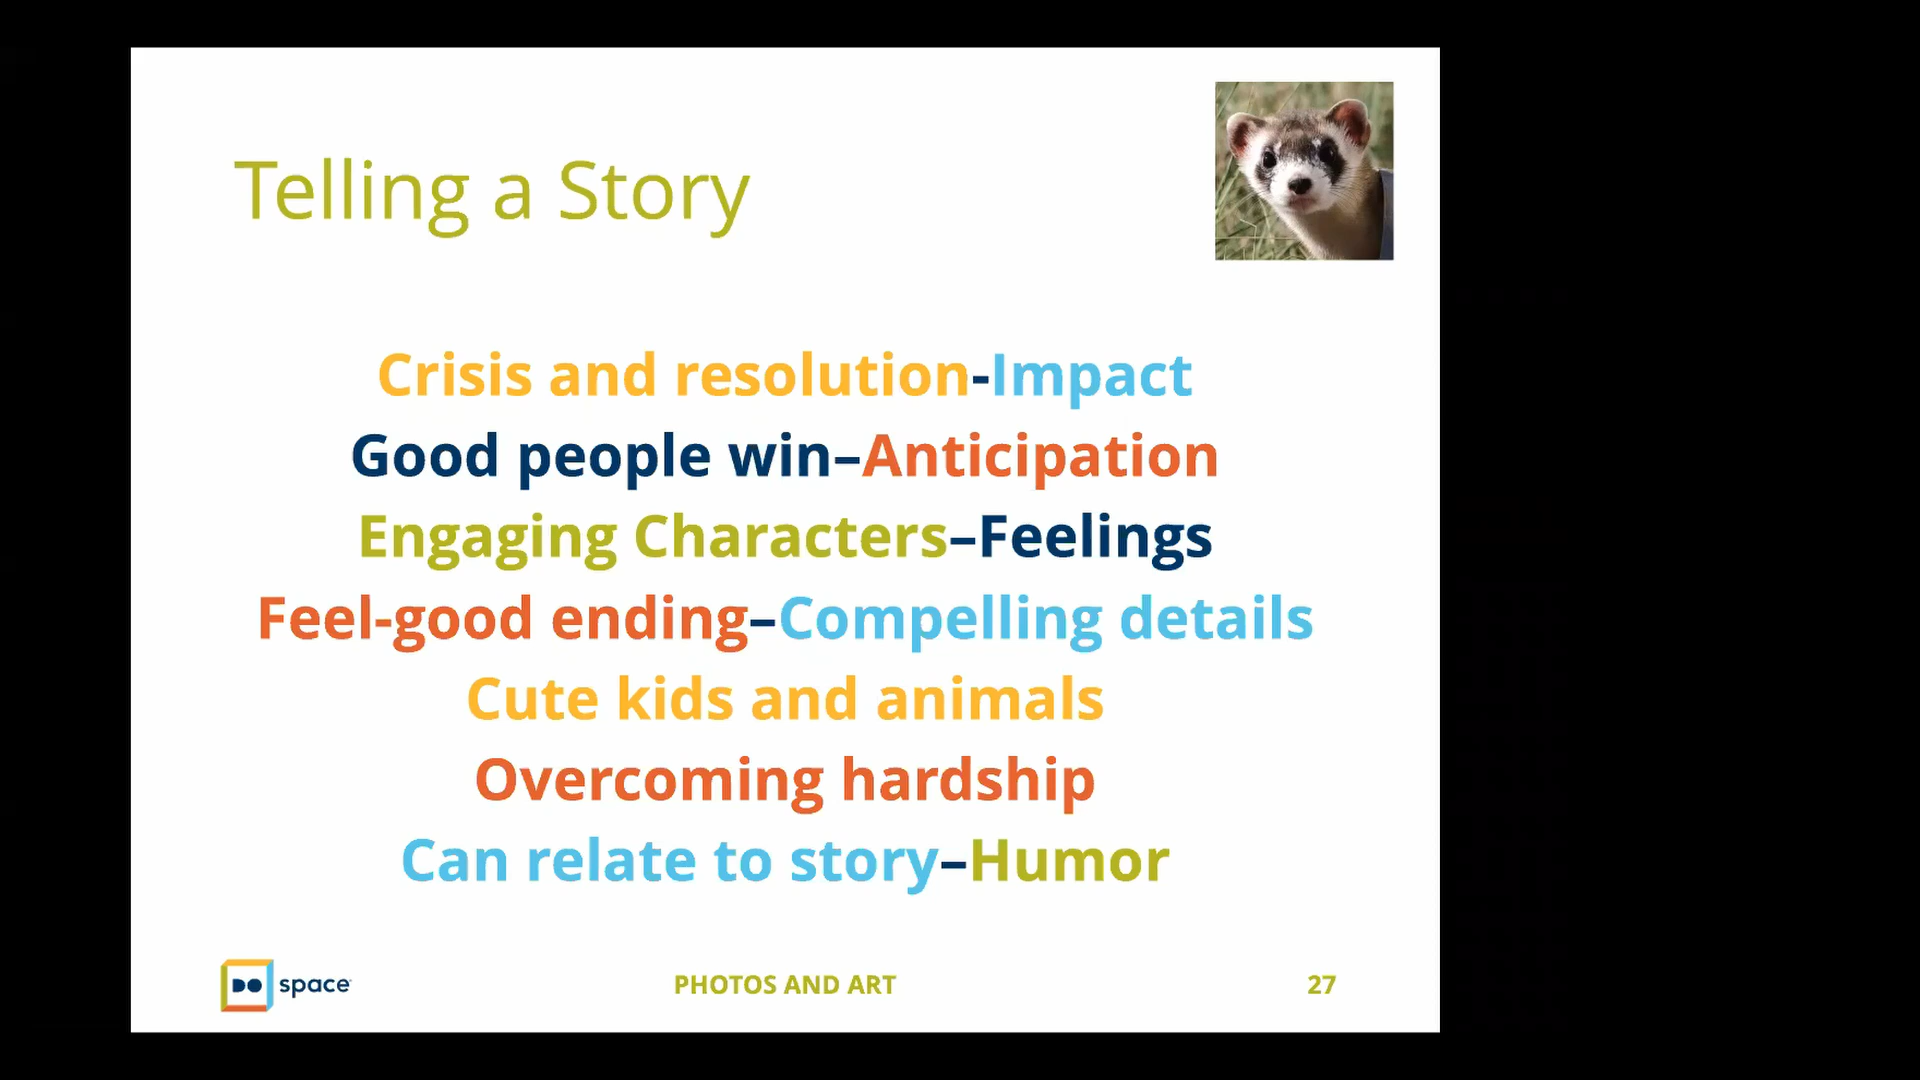 Telling a Story
Crisis and resolution-Impact
Good people win–Anticipation
Engaging Characters–Feelings
Feel-good ending–Compelling details
Cute kids and animals
Overcoming hardship
Can relate to story–Humor
DO space
PHOTOS AND ART
27